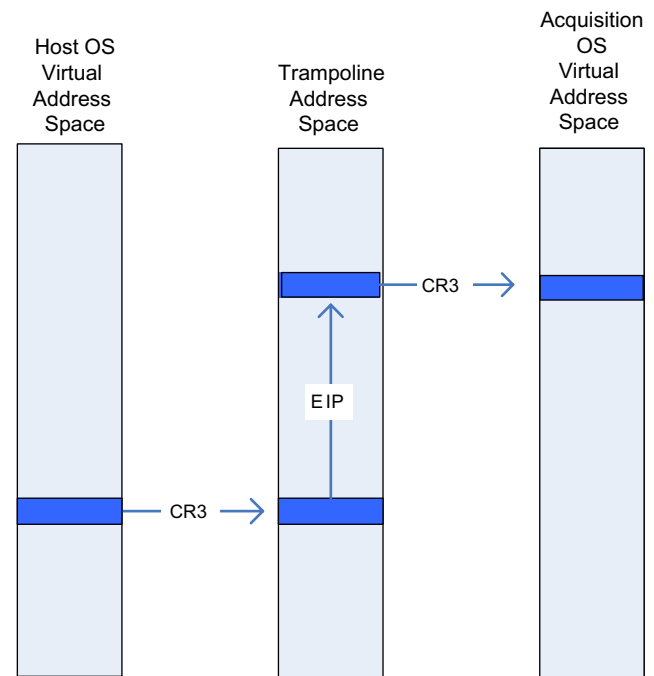 Host OS
Virtual
Address
Space
Trampoline
Address
Space
Acquisition
OS
Virtual
Address
Space
CR3
EIP
CR3